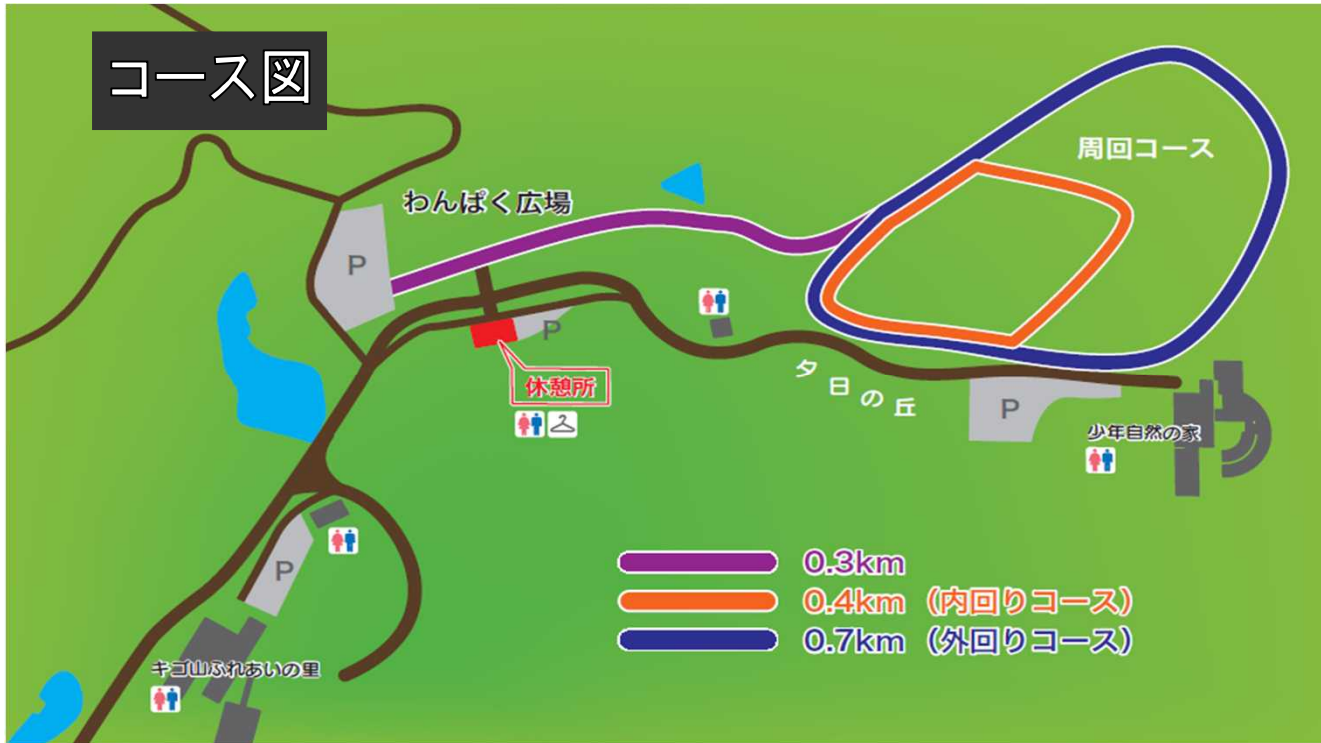 コース図
周回コース
わんぱく広場
P
P
休憩所
夕日の丘
P
少年自然の家
P
キゴ山ふれあいの里
0.3km
0.4km (内回りコース)
0.7km (外回りコース)